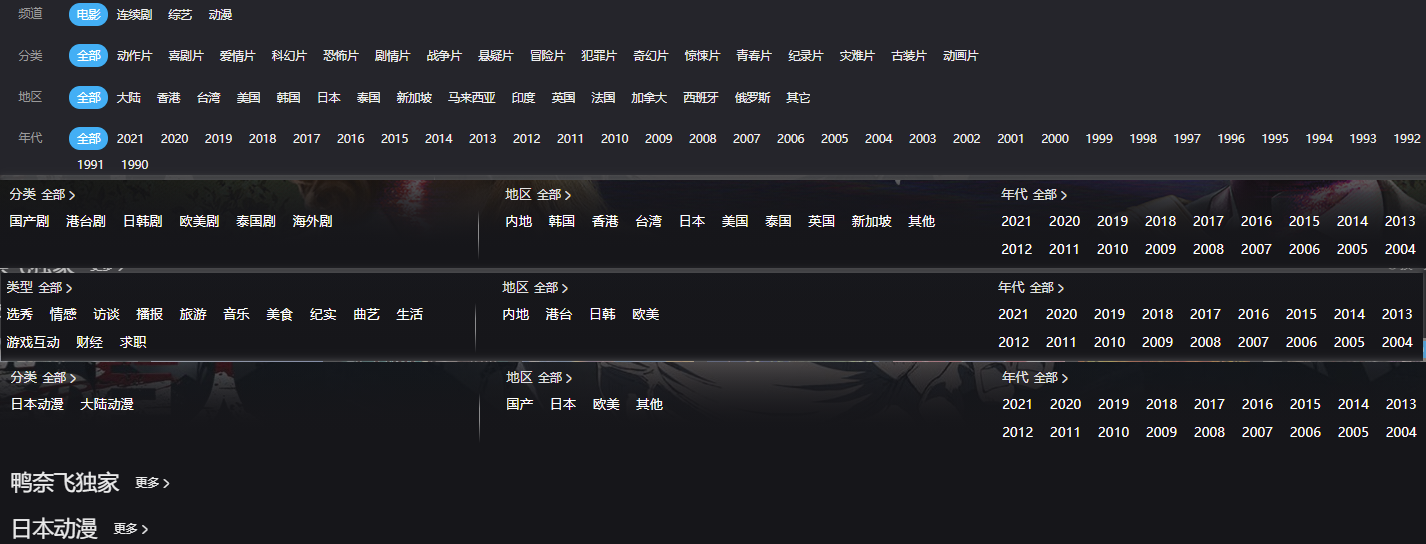 频道 电影 连续剧 综艺 动漫
分类 全部 动作片 喜剧片 爱情片 科幻片 恐怖片 剧情片 战争片 悬疑片 冒险片 犯罪片 奇幻片 惊悚片 青春片 纪录片 灾难片 古装片 动画片
地区 全部 大陆 香港 台湾 美国 韩国 日本 泰国 新加坡 马来西亚 印度 英国 法国 加拿大 西班牙 俄罗斯 其它
年代 全部 2021 2020 2019 2018 2017 2016 2015 2014 2013 2012 2011 2010 2009 2008 2007 2006 2005 2004 2003 2002 2001 2000 1999 1998 1997 1996 1995 1994 1993 1992
1991 1990
分类 全部 地区 全部 年代 全部
国产剧 港台剧 日韩剧 欧美剧 泰国剧 海外剧 内地 韩国 香港 台湾 日本 美国 泰国 英国 新加坡 其他 2021 2020 2019 2018 2017 2016 2015 2014 2013
2012 2011 2010 2009 2008 2007 2006 2005 2004
类型 全部 地区 全部 年代 全部
选秀 情感 访谈 播报 旅游 音乐 美食 纪实 曲艺 生活 内地 港台 日韩 欧美 2021 2020 2019 2018 2017 2016 2015 2014 2013
游戏互动 财经 求职 2012 2011 2010 2009 2008 2007 2006 2005 2004
分类 全部 地区 全部 年代 全部
日本动漫 大陆动漫 国产 日本 欧美 其他 2021 2020 2019 2018 2017 2016 2015 2014 2013
2012 2011 2010 2009 2008 2007 2006 2005 2004
鸭奈飞独家 更多
日本动漫 更多